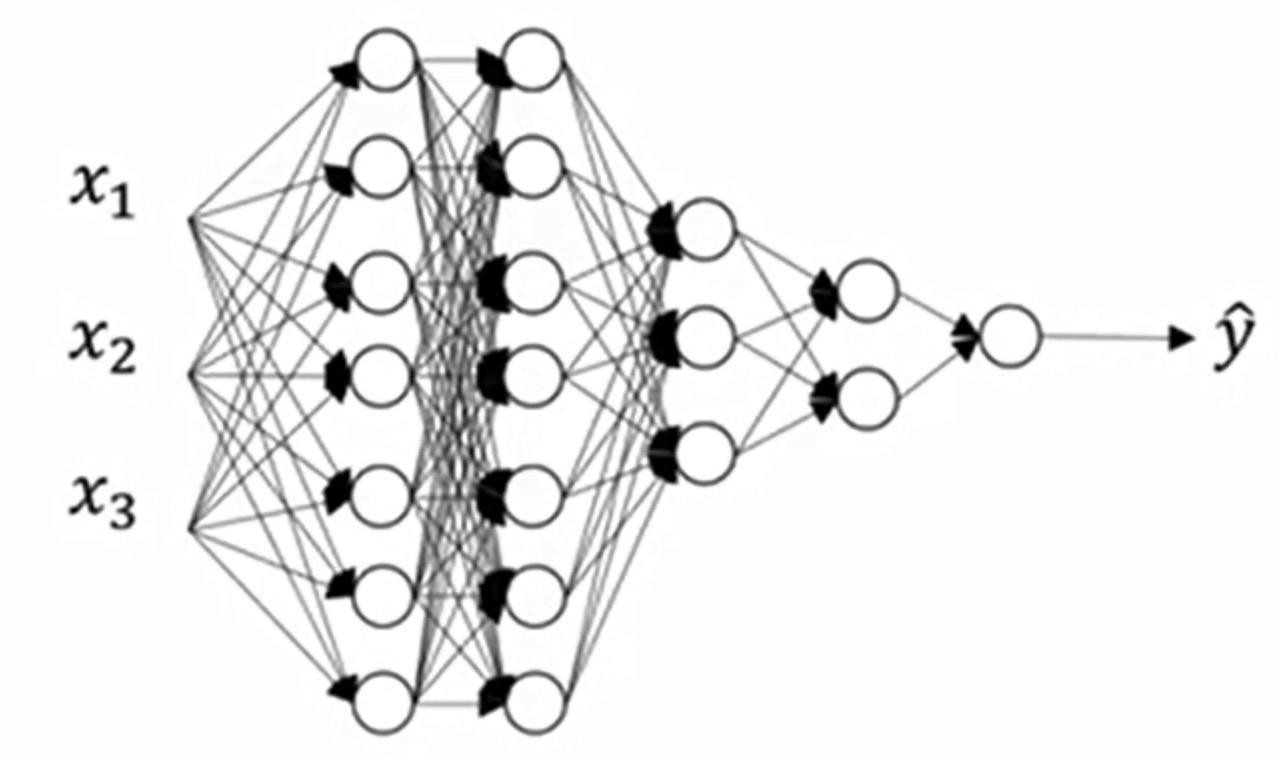 x₁
x₂
x₃
ŷ